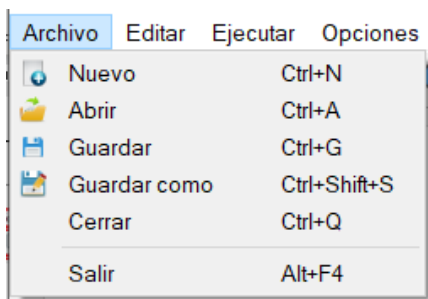 Archivo Editar Ejecutar Opciones
Nuevo Ctrl+N
Abrir Ctrl+A
Guardar Ctrl+G
Guardar como Ctrl+Shift+S
Cerrar Ctrl+Q
Salir Alt+F4